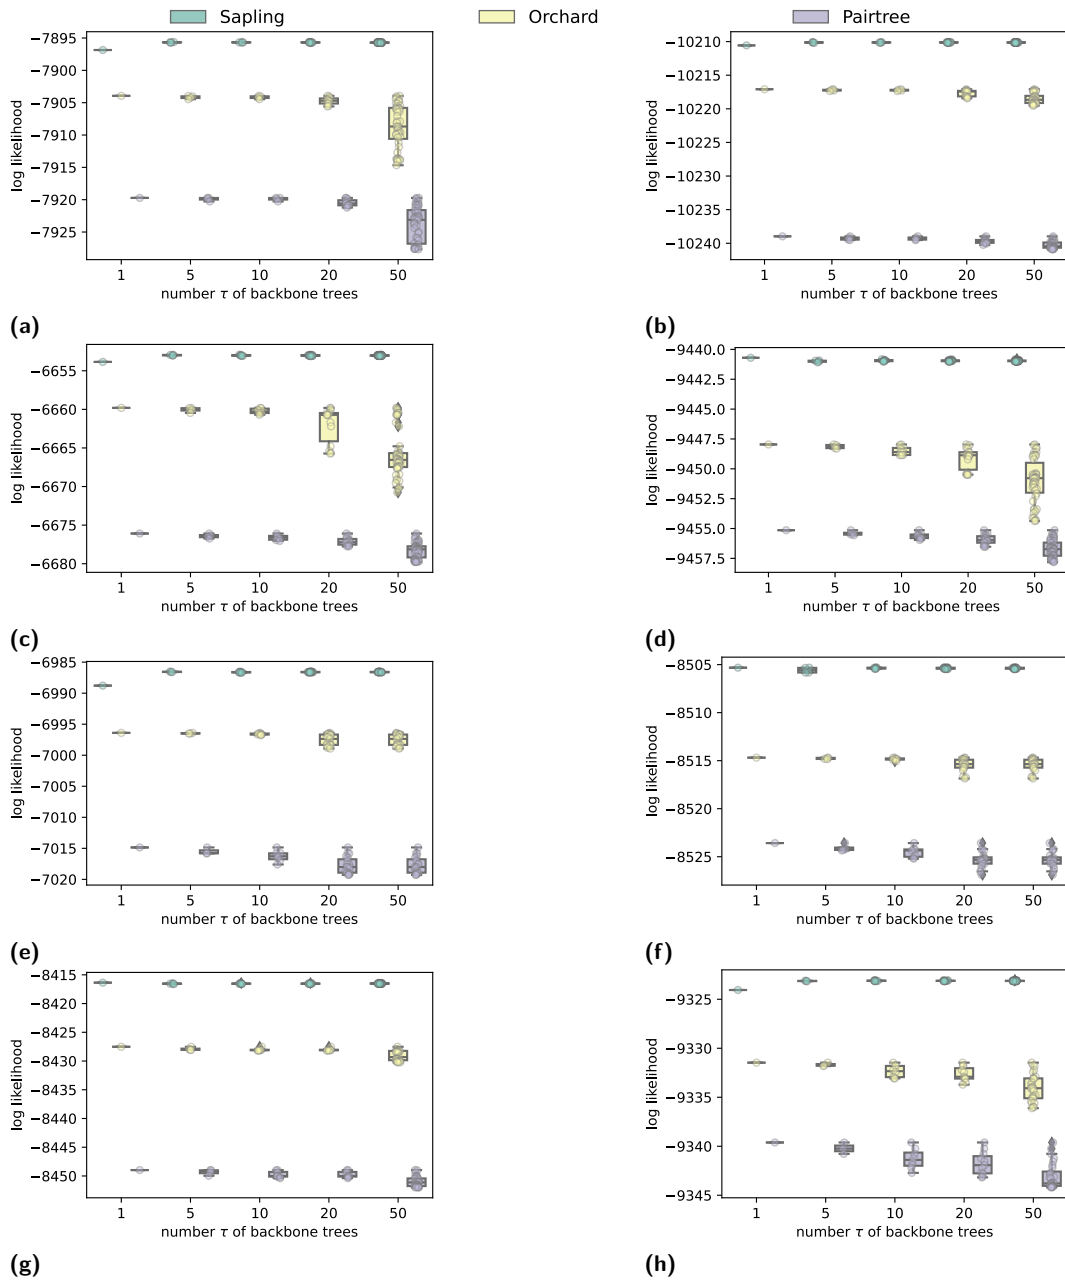 Sapling Orchard Pairtree
−7895
−7900
−7905
−7910
−7915
−7920
−7925
log likelihood
1 5 10 20 50
number τ of backbone trees
(a)
−10210
−10215
−10220
−10225
−10230
−10235
−10240
log likelihood
1 5 10 20 50
number τ of backbone trees
(b)
−6655
−6660
−6665
−6670
−6675
−6680
log likelihood
1 5 10 20 50
number τ of backbone trees
(c)
−9440.0
−9442.5
−9445.0
−9447.5
−9450.0
−9452.5
−9455.0
−9457.5
log likelihood
1 5 10 20 50
number τ of backbone trees
(d)
−6985
−6990
−6995
−7000
−7005
−7010
−7015
−7020
log likelihood
1 5 10 20 50
number τ of backbone trees
(e)
−8505
−8510
−8515
−8520
−8525
log likelihood
1 5 10 20 50
number τ of backbone trees
(f)
−8415
−8420
−8425
−8430
−8435
−8440
−8445
−8450
log likelihood
1 5 10 20 50
number τ of backbone trees
(g)
−9325
−9330
−9335
−9340
−9345
log likelihood
1 5 10 20 50
number τ of backbone trees
(h)